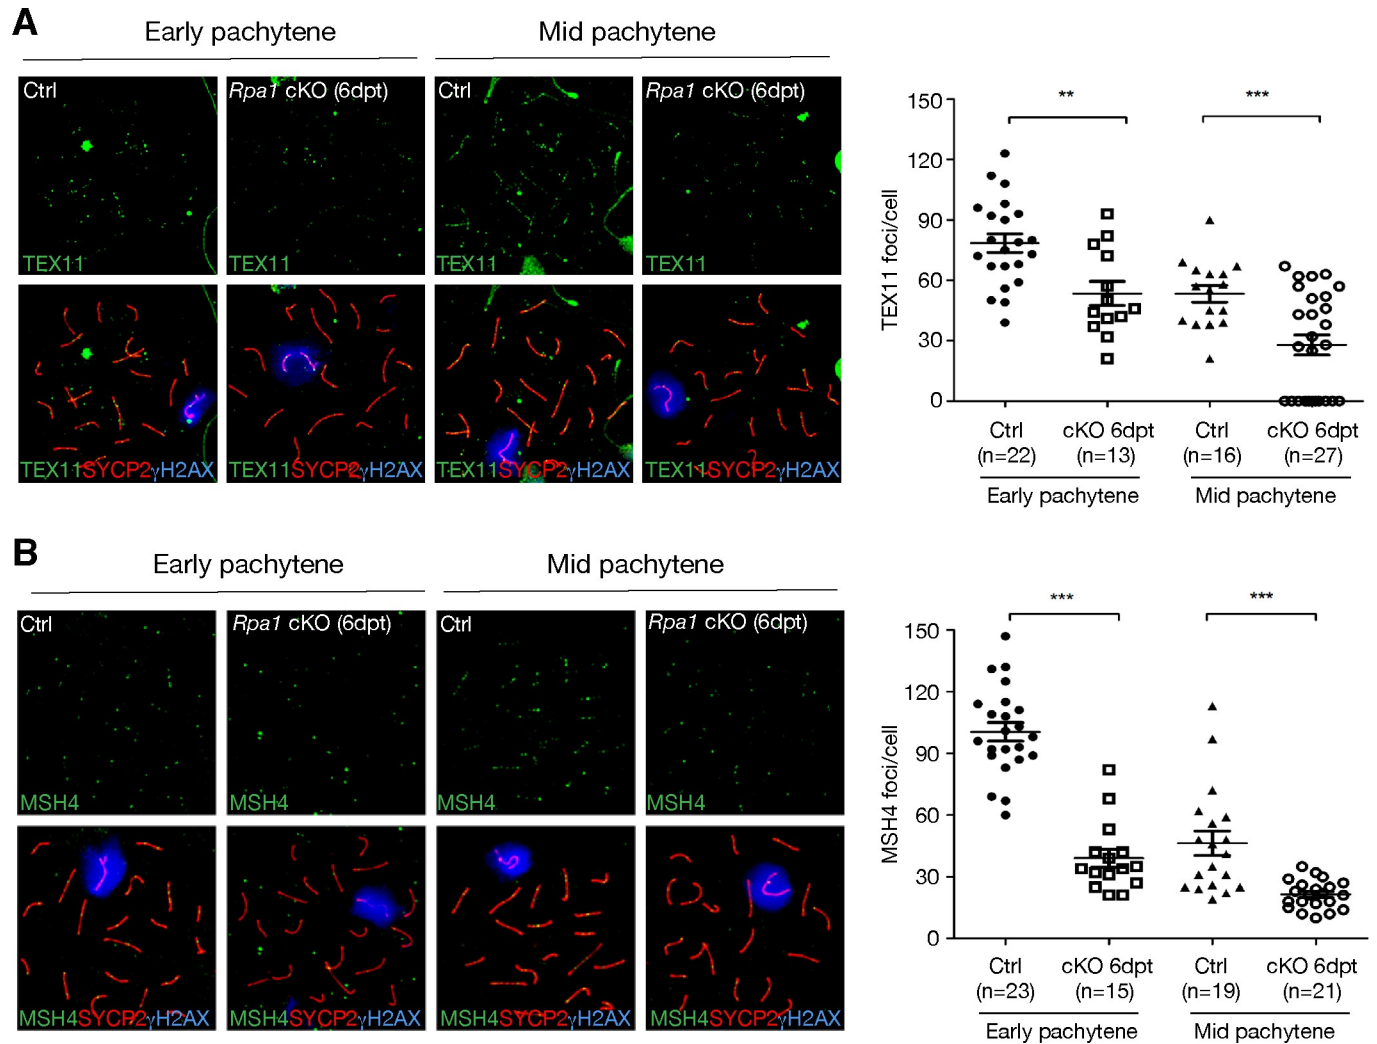 A
Early pachytene
Mid pachytene
Ctrl
Rpa1 cKO (6dpt)
Ctrl
Rpa1 cKO (6dpt)
TEX11
TEX11
TEX11
TEX11
TEX11SYCP2γH2AX
TEX11SYCP2γH2AX
TEX11SYCP2γH2AX
TEX11SYCP2γH2AX
TEX11 foci/cell
150
120
90
60
30
0
**
***
Ctrl
(n=22)
cKO 6dpt
(n=13)
Ctrl
(n=16)
cKO 6dpt
(n=27)
Early pachytene
Mid pachytene
B
Early pachytene
Mid pachytene
Ctrl
Rpa1 cKO (6dpt)
Ctrl
Rpa1 cKO (6dpt)
MSH4
MSH4
MSH4
MSH4
MSH4SYCP2γH2AX
MSH4SYCP2γH2AX
MSH4SYCP2γH2AX
MSH4SYCP2γH2AX
MSH4 foci/cell
150
120
90
60
30
0
***
***
Ctrl
(n=23)
cKO 6dpt
(n=15)
Ctrl
(n=19)
cKO 6dpt
(n=21)
Early pachytene
Mid pachytene